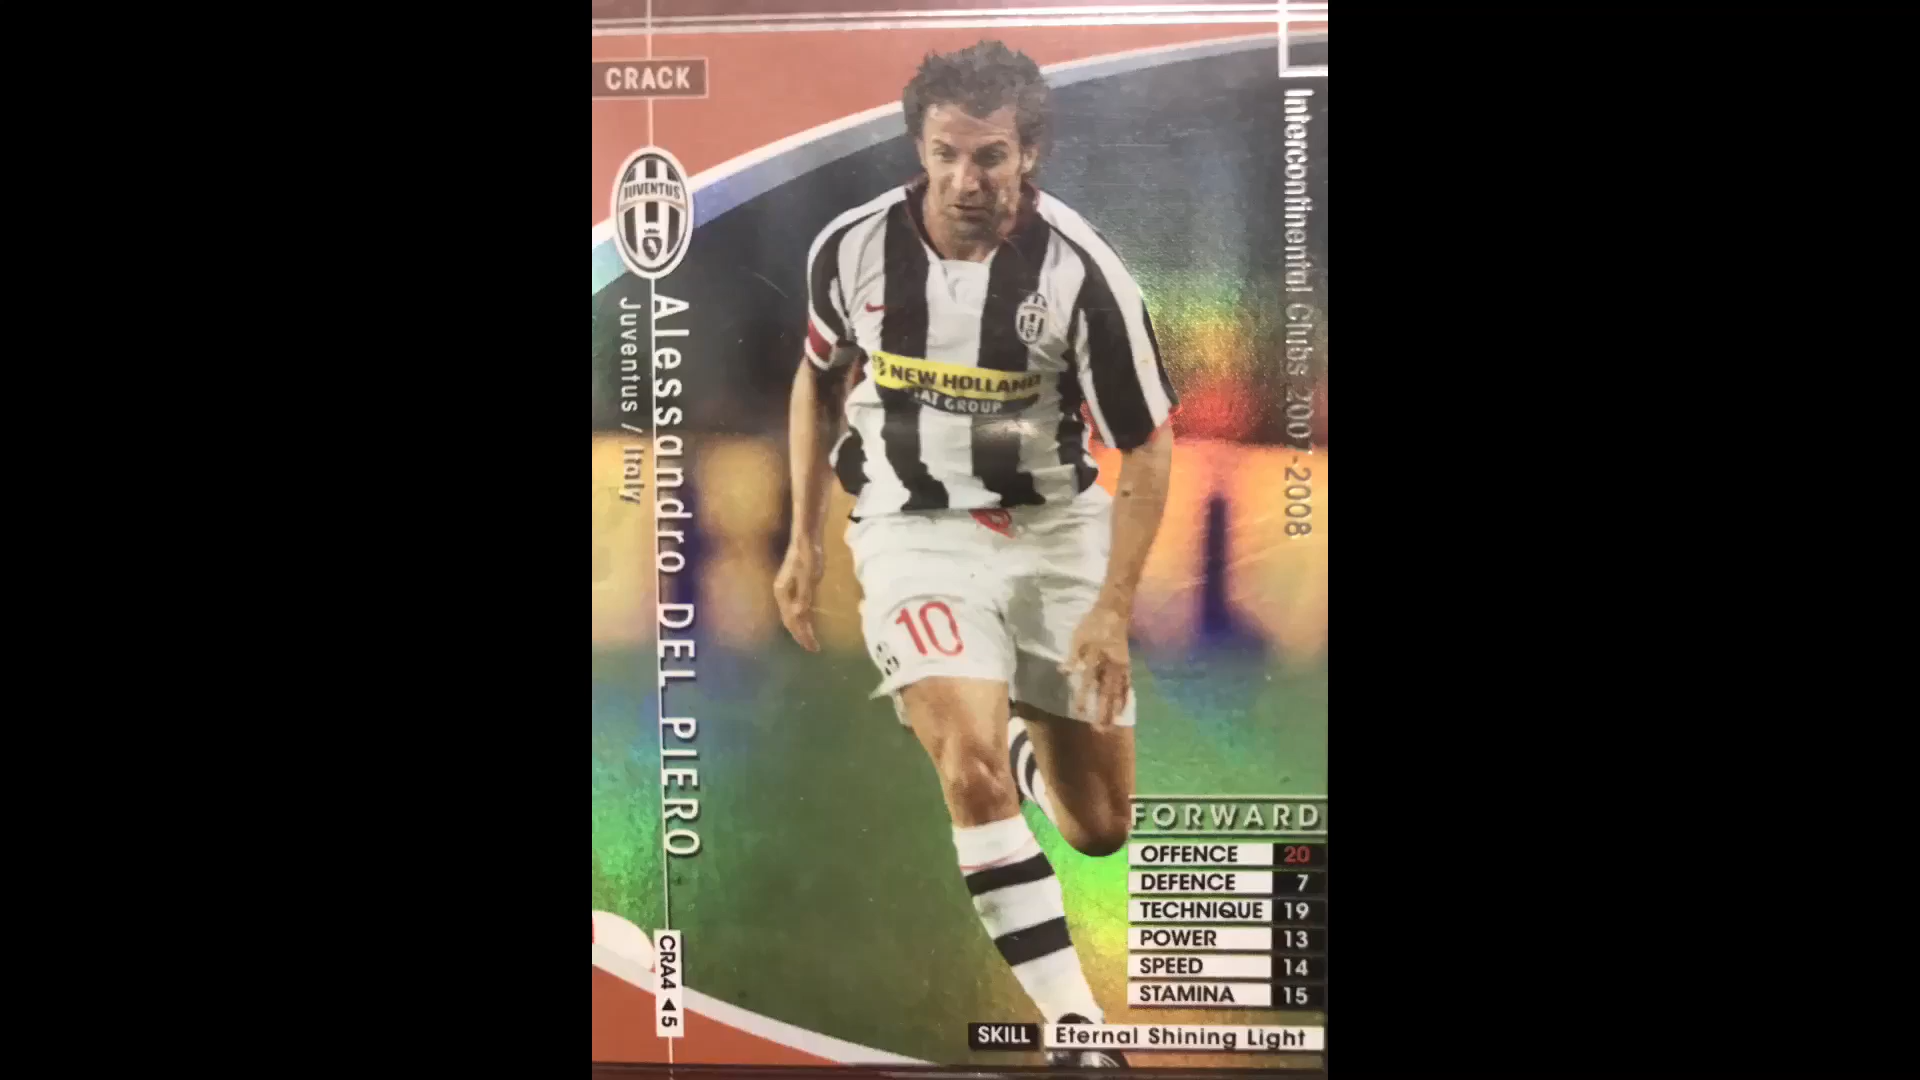 CRACK
JUVENTUS
Alessandro DEL PIERO
Juventus / Italy
Intercontinental Clubs 2007-2008
NEW HOLLAND
FIAT GROUP
10
FORWARD
OFFENCE 20
DEFENCE 7
TECHNIQUE 19
POWER 13
SPEED 14
STAMINA 15
CRA4 ◀5
SKILL Eternal Shining Light